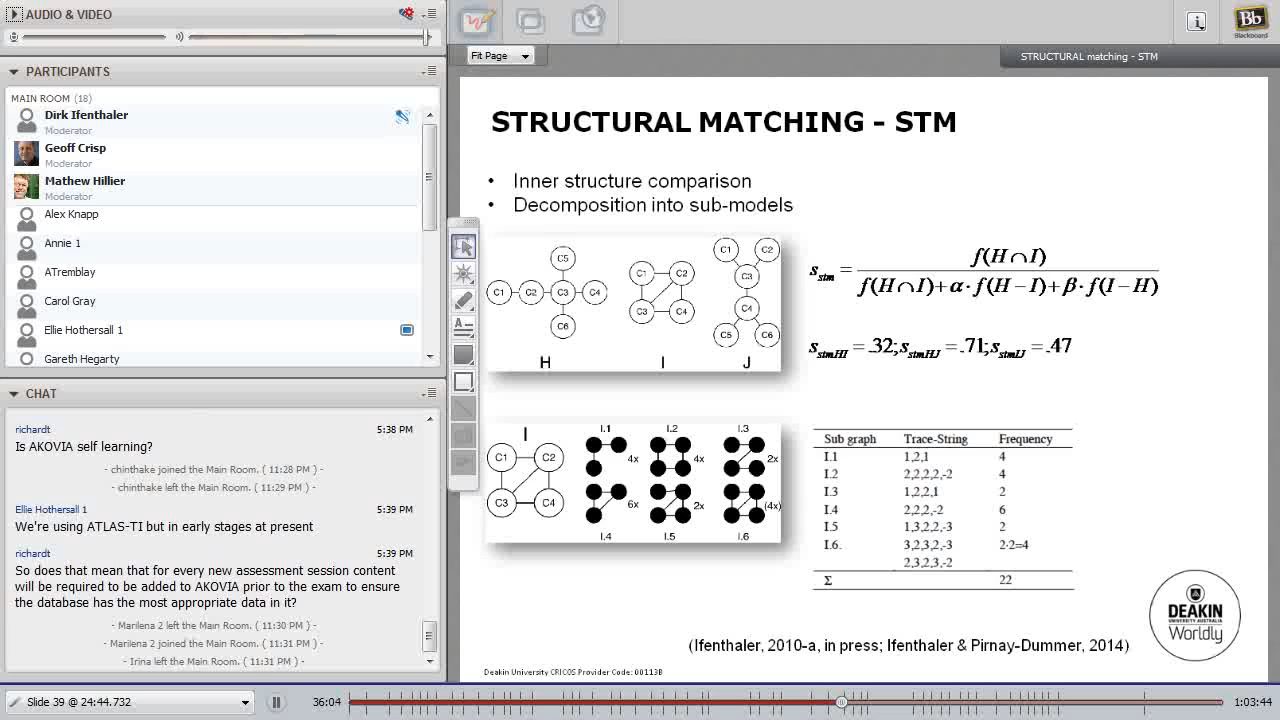 AUDIO & VIDEO
PARTICIPANTS
MAIN ROOM (18)
Dirk Ifenthaler
Moderator
Geoff Crisp
Moderator
Mathew Hillier
Moderator
Alex Knapp
Annie 1
ATremblay
Carol Gray
Ellie Hothersall 1
Gareth Hegarty
CHAT
richardt 5:38 PM
Is AKOVIA self learning?
- chinthake joined the Main Room. ( 11:28 PM ) -
- chinthake left the Main Room. ( 11:29 PM ) -
Ellie Hothersall 1 5:39 PM
We're using ATLAS-TI but in early stages at present
richardt 5:39 PM
So does that mean that for every new assessment session content
will be required to be added to AKOVIA prior to the exam to ensure
the database has the most appropriate data in it?
- Marilena 2 left the Main Room. ( 11:30 PM ) -
- Marilena 2 joined the Main Room. ( 11:31 PM ) -
- Irina left the Main Room. ( 11:31 PM ) -
Slide 39 @ 24:44.732
36:04
1:03:44
Bb
Blackboard
Fit Page
STRUCTURAL matching - STM
STRUCTURAL MATCHING - STM
• Inner structure comparison
• Decomposition into sub-models
C5
C1 C2 C3 C4
C6
H
C1 C2
C3 C4
I
C1 C2
C3
C4
C5 C6
J
s stm = f(H∩I) / f(H∩I)+α·f(H−I)+β·f(I−H)
s stmHI = .32; s stmHJ = .71; s stmIJ = .47
I
C1 C2
C3 C4
I.1 I.2 I.3
4x 4x 2x
6x 2x (4x)
I.4 I.5 I.6
Sub graph Trace-String Frequency
I.1 1,2,1 4
I.2 2,2,2,2,-2 4
I.3 1,2,2,1 2
I.4 2,2,2,-2 6
I.5 1,3,2,2,-3 2
I.6. 3,2,3,2,-3 2·2=4
2,3,2,3,-2
Σ 22
(Ifenthaler, 2010-a, in press; Ifenthaler & Pirnay-Dummer, 2014)
DEAKIN
UNIVERSITY AUSTRALIA
Worldly
Deakin University CRICOS Provider Code: 00113B